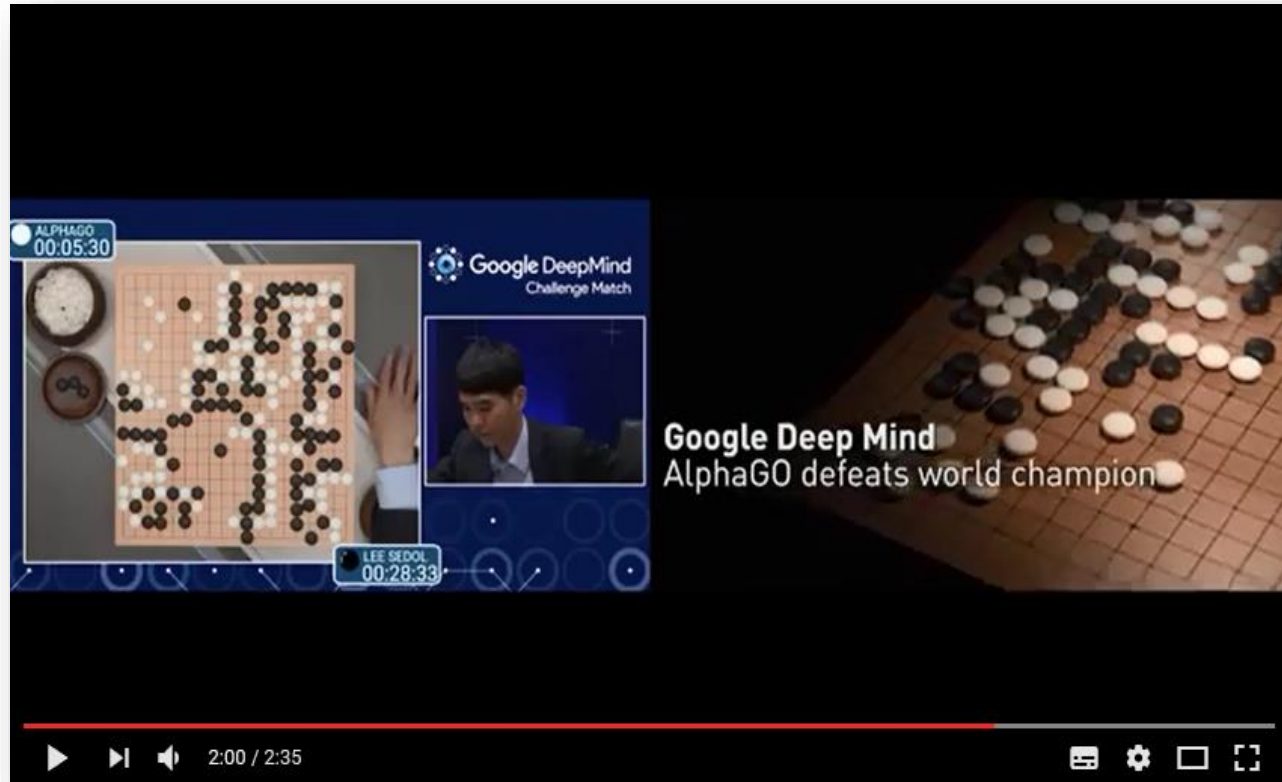 ALPHAGO
00:05:30
Google DeepMind
Challenge Match
LEE SEDOL
00:28:33
Google Deep Mind
AlphaGO defeats world champion
2:00 / 2:35